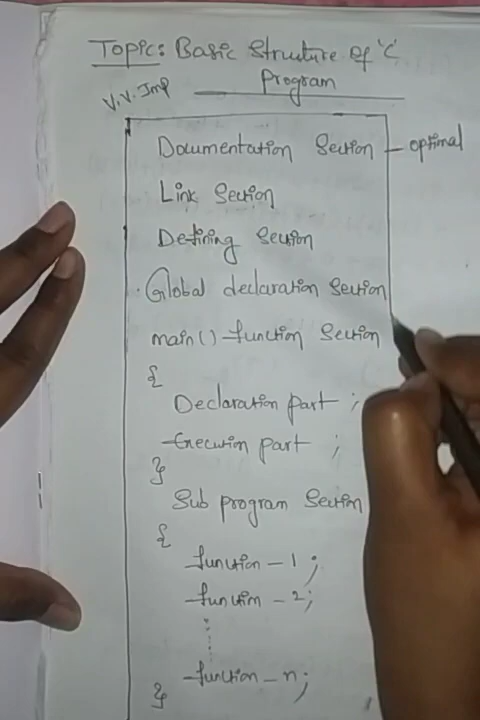 Topic: Basic Structure of 'C'
Program
V.V.Imp
Documentation Section - optimal
Link Section
Defining Section
Global declaration Section
main() function Section
{
Declaration part ;
Execution part ;
}
Sub program Section
{
function - 1 ;
function - 2;
function - n;
}